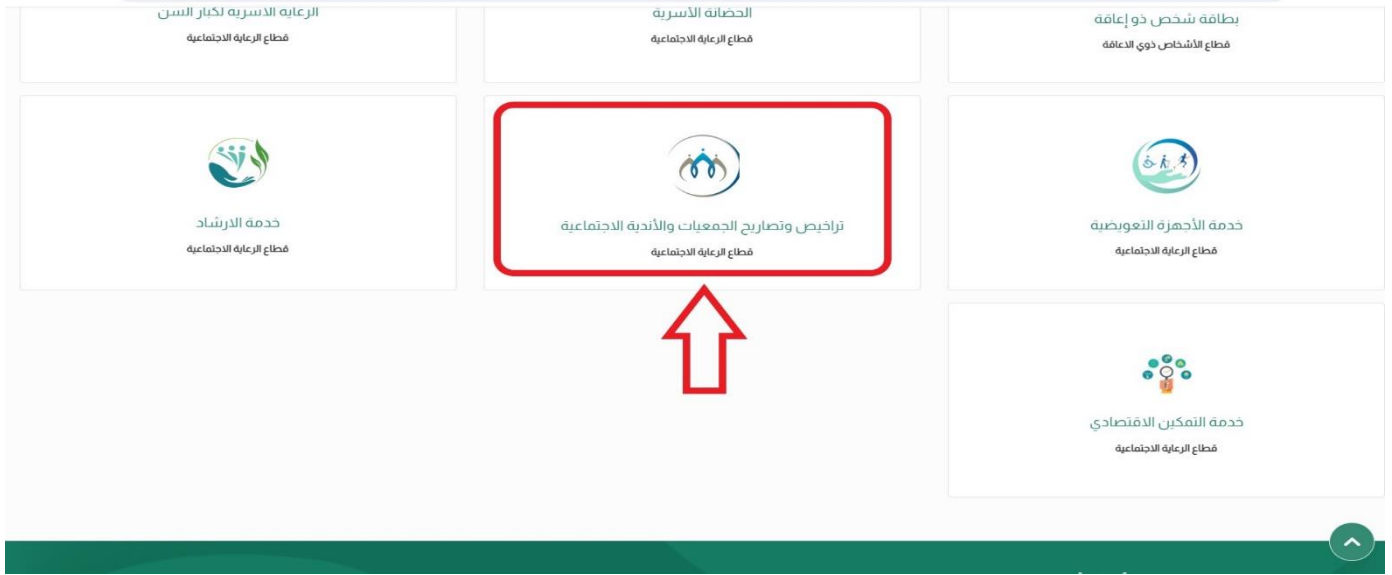 بطاقة شخص ذو إعاقة
قطاع الأشخاص ذوي الاعاقة
الحضانة الأسرية
قطاع الرعاية الاجتماعية
الرعاية الأسرية لكبار السن
قطاع الرعاية الاجتماعية
خدمة الأجهزة التعويضية
قطاع الرعاية الاجتماعية
تراخيص وتصاريح الجمعيات والأندية الاجتماعية
قطاع الرعاية الاجتماعية
خدمة الارشاد
قطاع الرعاية الاجتماعية
خدمة التمكين الاقتصادي
قطاع الرعاية الاجتماعية